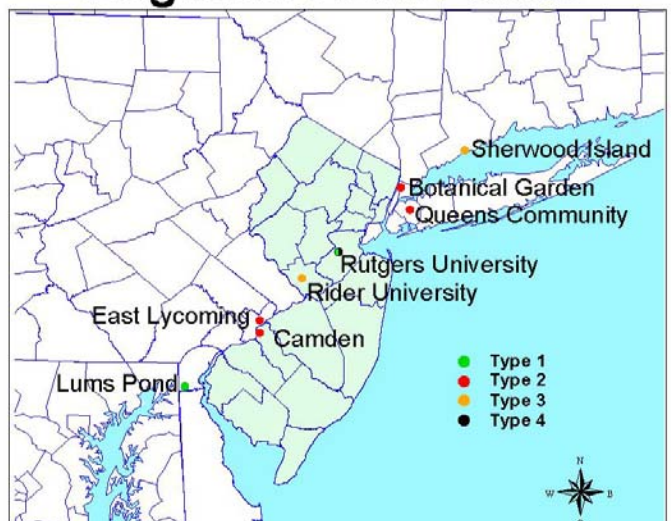 Sherwood Island
Botanical Garden
Queens Community
Rutgers University
Rider University
East Lycoming
Camden
Lums Pond
Type 1
Type 2
Type 3
Type 4
N
W
B